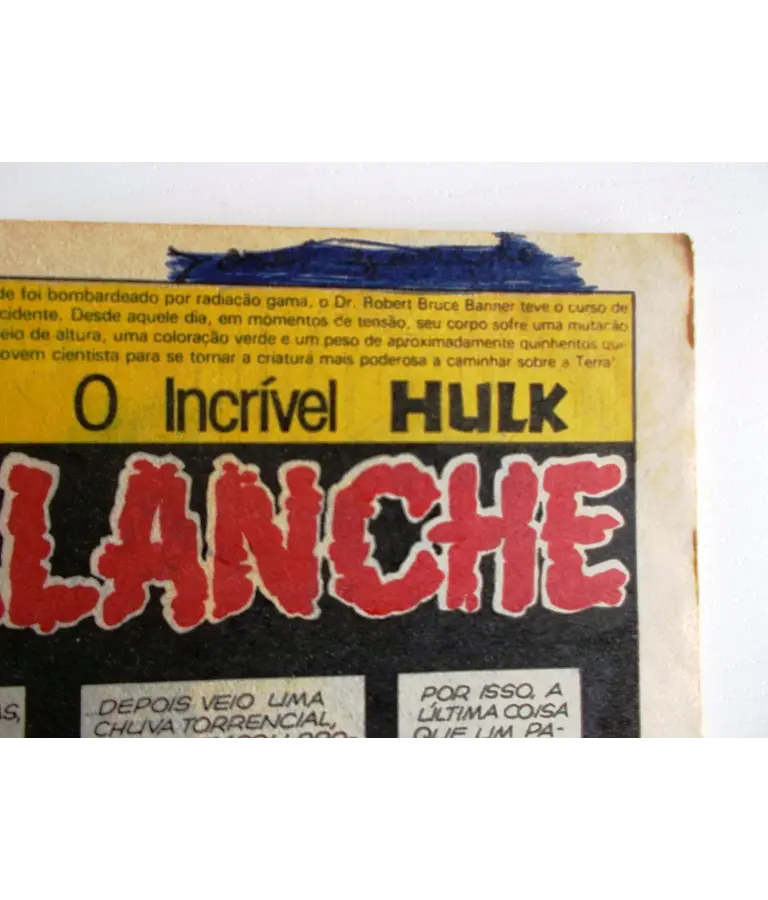 de foi bombardeado por radiação gama, o Dr. Robert Bruce Banner teve o curso de
cidente. Desde aquele dia, em momentos de tensão, seu corpo sofre uma mutação
eio de altura, uma coloração verde e um peso de aproximadamente quinhentos qui-
ovem cientista para se tornar a criatura mais poderosa a caminhar sobre a Terra!
O Incrível HULK
LANCHE
AS,
DEPOIS VEIO UMA
CHUVA TORRENCIAL,
POR ISSO, A
ÚLTIMA COISA
QUE UM PA-